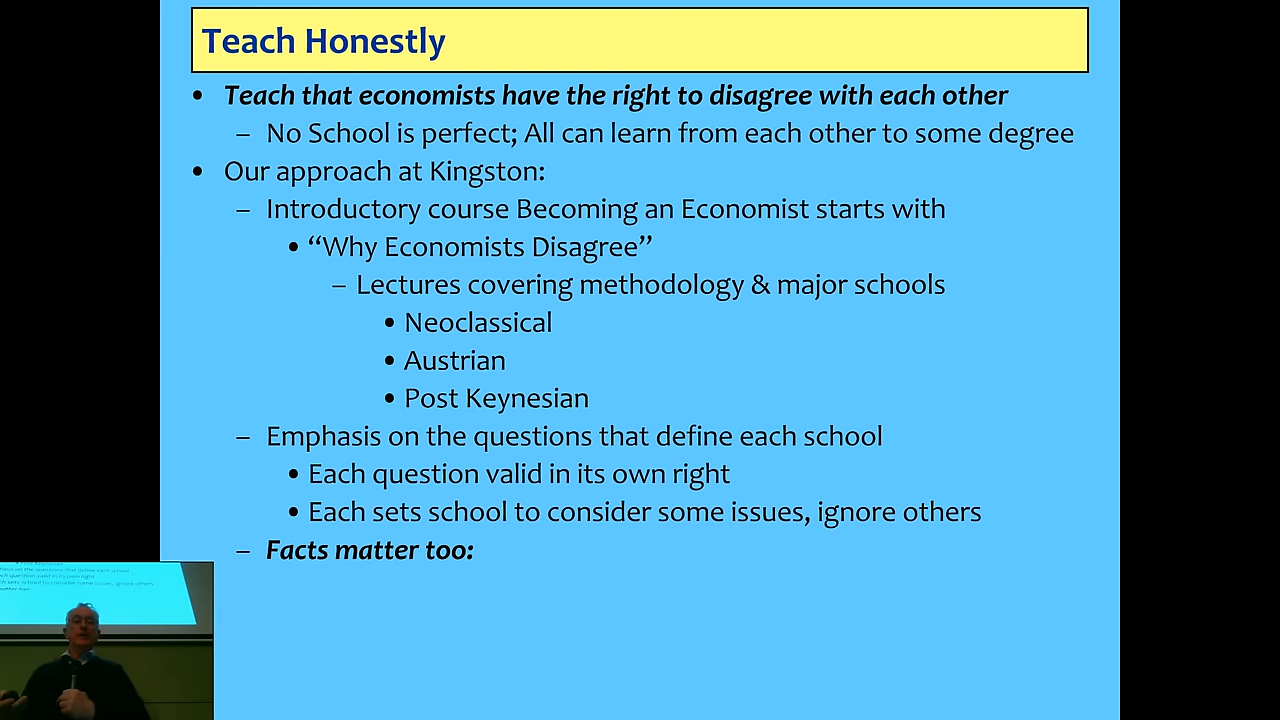 Teach Honestly
• Teach that economists have the right to disagree with each other
– No School is perfect; All can learn from each other to some degree
• Our approach at Kingston:
– Introductory course Becoming an Economist starts with
• “Why Economists Disagree”
– Lectures covering methodology & major schools
• Neoclassical
• Austrian
• Post Keynesian
– Emphasis on the questions that define each school
• Each question valid in its own right
• Each sets school to consider some issues, ignore others
– Facts matter too: